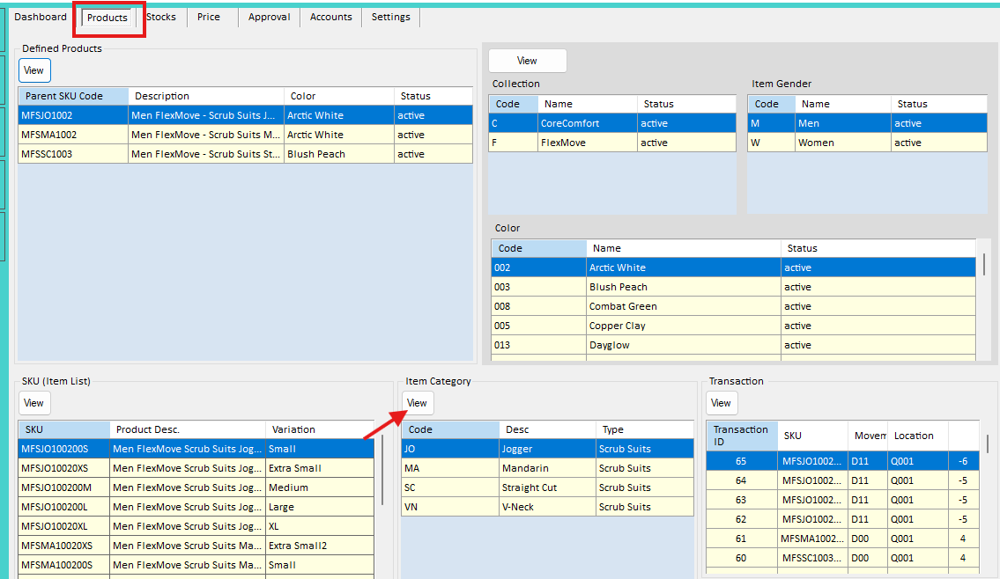 Dashboard Products Stocks Price Approval Accounts Settings
Defined Products
View
Parent SKU Code Description Color Status
MFSJO1002 Men FlexMove - Scrub Suits J... Arctic White active
MFSMA1002 Men FlexMove - Scrub Suits M... Arctic White active
MFSSC1003 Men FlexMove - Scrub Suits St... Blush Peach active
View
Collection
Code Name Status
C CoreComfort active
F FlexMove active
Item Gender
Code Name Status
M Men active
W Women active
Color
Code Name Status
002 Arctic White active
003 Blush Peach active
008 Combat Green active
005 Copper Clay active
013 Dayglow active
SKU (Item List)
View
SKU Product Desc. Variation
MFSJO100200S Men FlexMove Scrub Suits Jog... Small
MFSJO10020XS Men FlexMove Scrub Suits Jog... Extra Small
MFSJO100200M Men FlexMove Scrub Suits Jog... Medium
MFSJO100200L Men FlexMove Scrub Suits Jog... Large
MFSJO10020XL Men FlexMove Scrub Suits Jog... XL
MFSMA10020XS Men FlexMove Scrub Suits Ma... Extra Small2
MFSMA100200S Men FlexMove Scrub Suits Ma... Small
Item Category
View
Code Desc Type
JO Jogger Scrub Suits
MA Mandarin Scrub Suits
SC Straight Cut Scrub Suits
VN V-Neck Scrub Suits
Transaction
View
Transaction ID SKU Movem Location
65 MFSJO1002... D11 Q001 -6
64 MFSJO1002... D11 Q001 -5
63 MFSJO1002... D11 Q001 -5
62 MFSJO1002... D11 Q001 -5
61 MFSMA1002... D00 Q001 4
60 MFSSC1003... D00 Q001 4